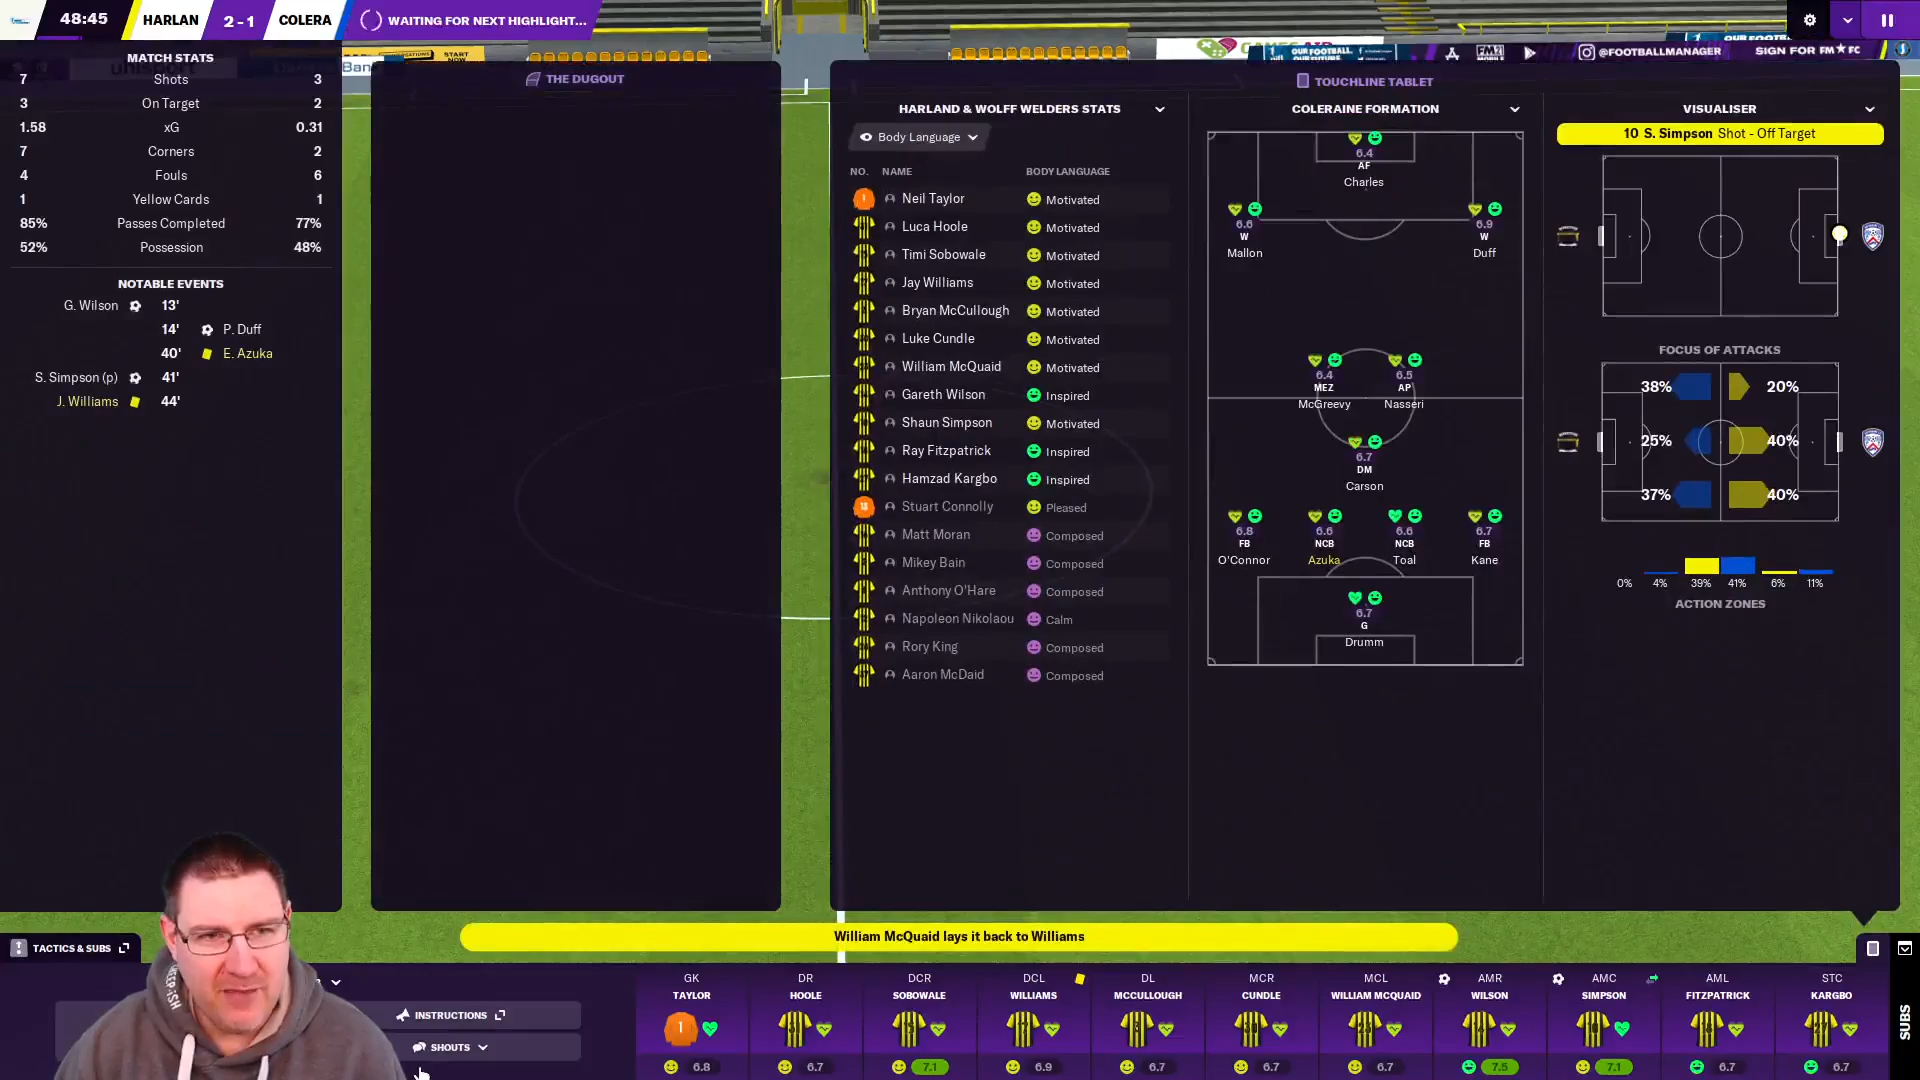 48:45 HARLAN 2 - 1 COLERA WAITING FOR NEXT HIGHLIGHT...
@FOOTBALLMANAGER SIGN FOR FM★FC
MATCH STATS
7 Shots 3
3 On Target 2
1.58 xG 0.31
7 Corners 2
4 Fouls 6
1 Yellow Cards 1
85% Passes Completed 77%
52% Possession 48%
NOTABLE EVENTS
G. Wilson 13'
14' P. Duff
40' E. Azuka
S. Simpson (p) 41'
J. Williams 44'
THE DUGOUT
TOUCHLINE TABLET
HARLAND & WOLFF WELDERS STATS
Body Language
NO. NAME BODY LANGUAGE
1 Neil Taylor Motivated
Luca Hoole Motivated
Timi Sobowale Motivated
Jay Williams Motivated
Bryan McCullough Motivated
Luke Cundle Motivated
William McQuaid Motivated
Gareth Wilson Inspired
Shaun Simpson Motivated
Ray Fitzpatrick Inspired
Hamzad Kargbo Inspired
Stuart Connolly Pleased
Matt Moran Composed
Mikey Bain Composed
Anthony O'Hare Composed
Napoleon Nikolaou Calm
Rory King Composed
Aaron McDaid Composed
COLERAINE FORMATION
6.4
AF
Charles
6.6 6.9
W W
Mallon Duff
6.4 6.5
MEZ AP
McGreevy Nasseri
6.7
DM
Carson
6.8 6.6 6.6 6.7
FB NCB NCB FB
O'Connor Azuka Toal Kane
6.7
G
Drumm
VISUALISER
10 S. Simpson Shot - Off Target
FOCUS OF ATTACKS
38% 20%
25% 40%
37% 40%
0% 4% 39% 41% 6% 11%
ACTION ZONES
William McQuaid lays it back to Williams
TACTICS & SUBS
INSTRUCTIONS
SHOUTS
GK DR DCR DCL DL MCR MCL AMR AMC AML STC
TAYLOR HOOLE SOBOWALE WILLIAMS MCCULLOUGH CUNDLE WILLIAM MCQUAID WILSON SIMPSON FITZPATRICK KARGBO
1
6.8 6.7 7.1 6.9 6.7 6.7 6.7 7.5 7.1 6.7 6.7
SUBS